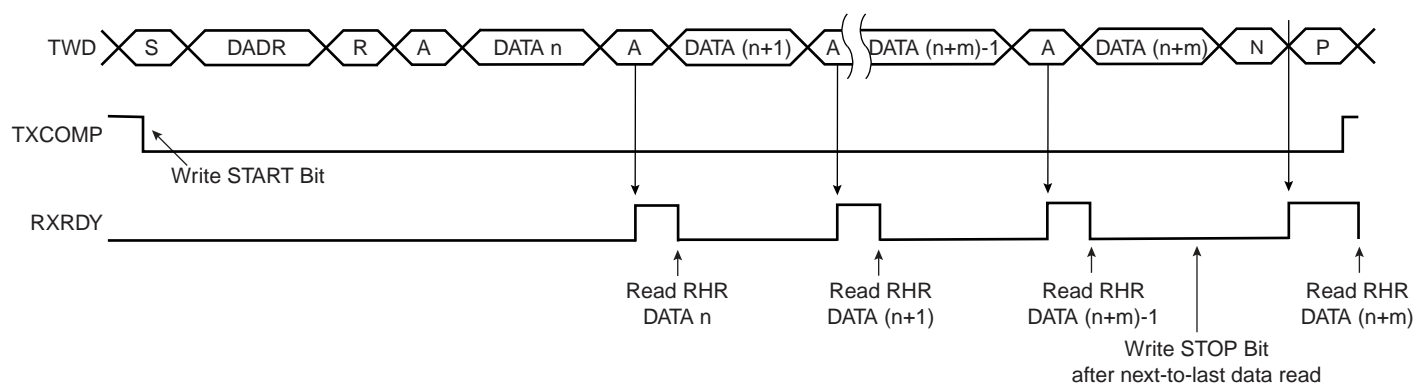 TWD S DADR R A DATA n A DATA (n+1) A DATA (n+m)-1 A DATA (n+m) N P
TXCOMP
Write START Bit
RXRDY
Read RHR
DATA n
Read RHR
DATA (n+1)
Read RHR
DATA (n+m)-1
Read RHR
DATA (n+m)
Write STOP Bit
after next-to-last data read